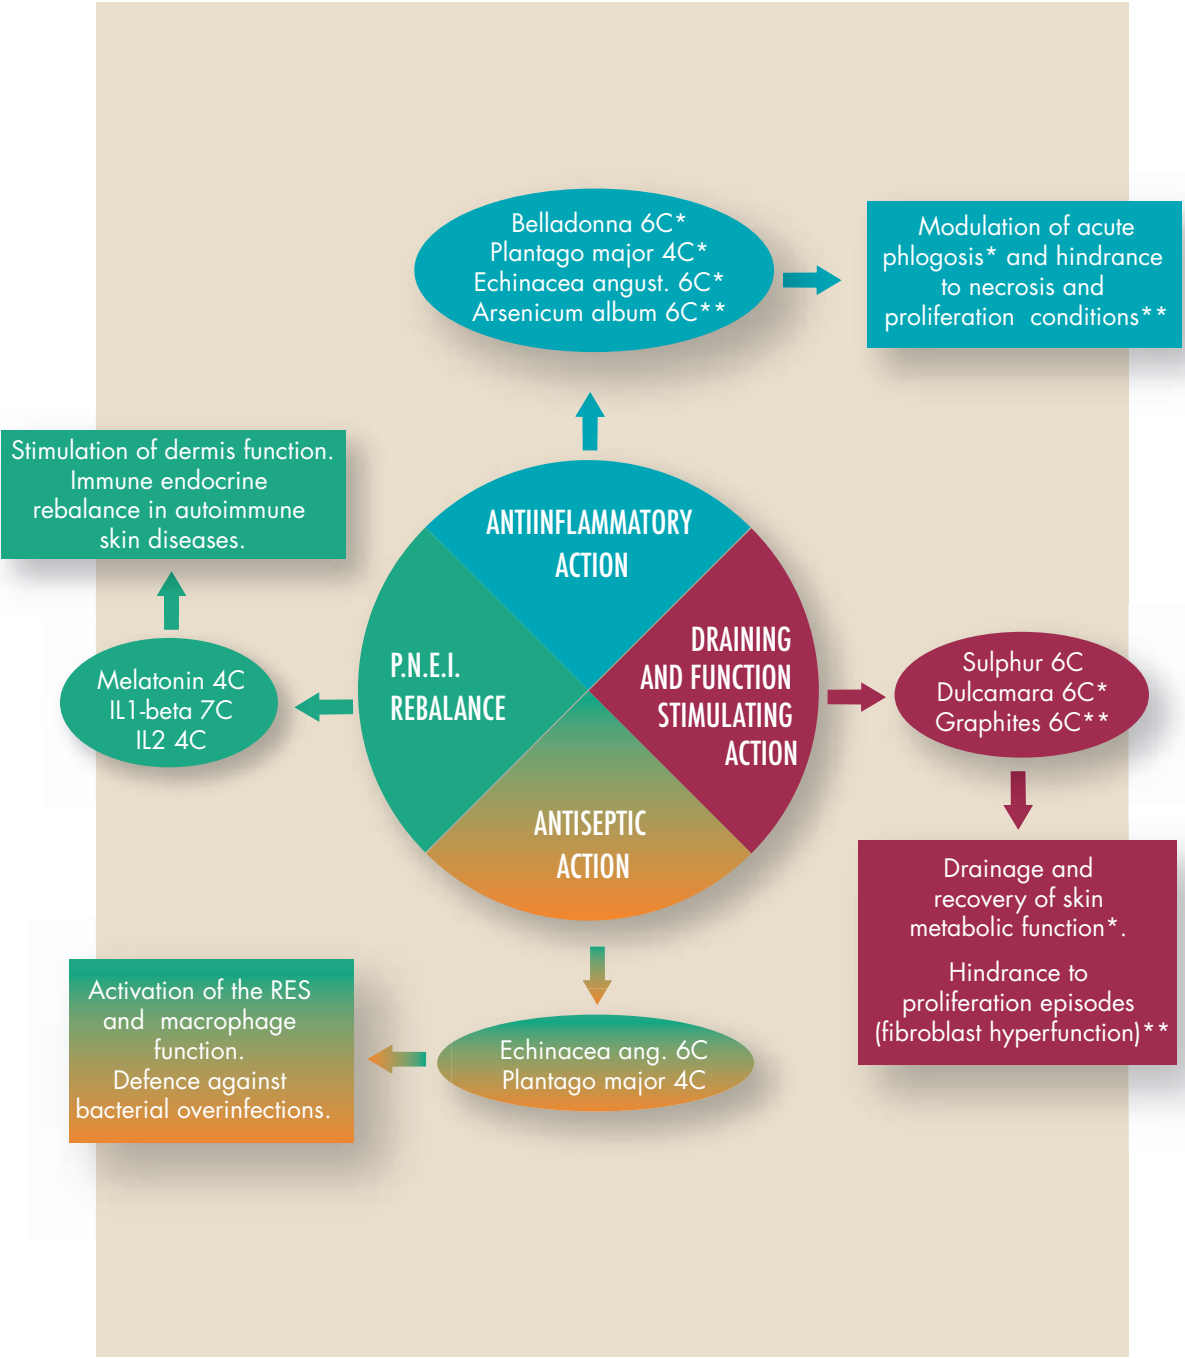 Belladonna 6C*
Plantago major 4C*
Echinacea angust. 6C*
Arsenicum album 6C**
Modulation of acute
phlogosis* and hindrance
to necrosis and
proliferation conditions**
Stimulation of dermis function.
Immune endocrine
rebalance in autoimmune
skin diseases.
ANTIINFLAMMATORY
ACTION
Melatonin 4C
IL1-beta 7C
IL2 4C
P.N.E.I.
REBALANCE
DRAINING
AND FUNCTION
STIMULATING
ACTION
Sulphur 6C
Dulcamara 6C*
Graphites 6C**
ANTISEPTIC
ACTION
Drainage and
recovery of skin
metabolic function*.
Hindrance to
proliferation episodes
(fibroblast hyperfunction)**
Activation of the RES
and macrophage
function.
Defence against
bacterial overinfections.
Echinacea ang. 6C
Plantago major 4C